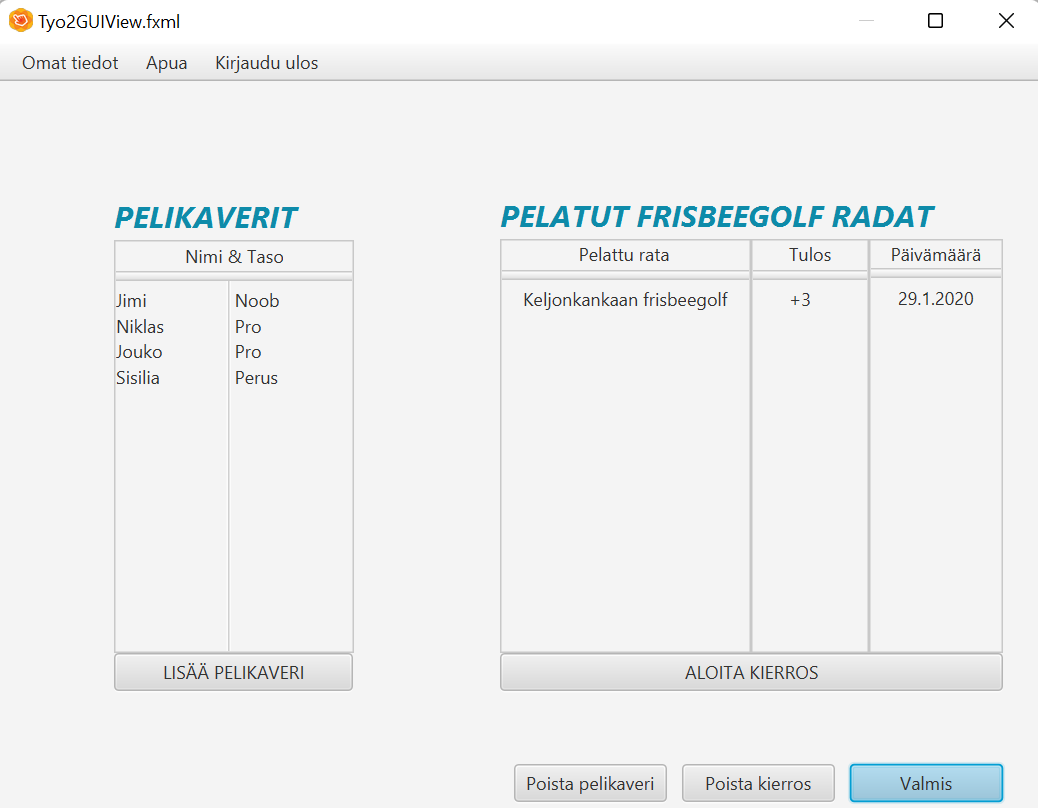 Tyo2GUIView.fxml
Omat tiedot Apua Kirjaudu ulos
PELIKAVERIT
Nimi & Taso
Jimi Noob
Niklas Pro
Jouko Pro
Sisilia Perus
LISÄÄ PELIKAVERI
PELATUT FRISBEEGOLF RADAT
Pelattu rata Tulos Päivämäärä
Keljonkankaan frisbeegolf +3 29.1.2020
ALOITA KIERROS
Poista pelikaveri Poista kierros Valmis